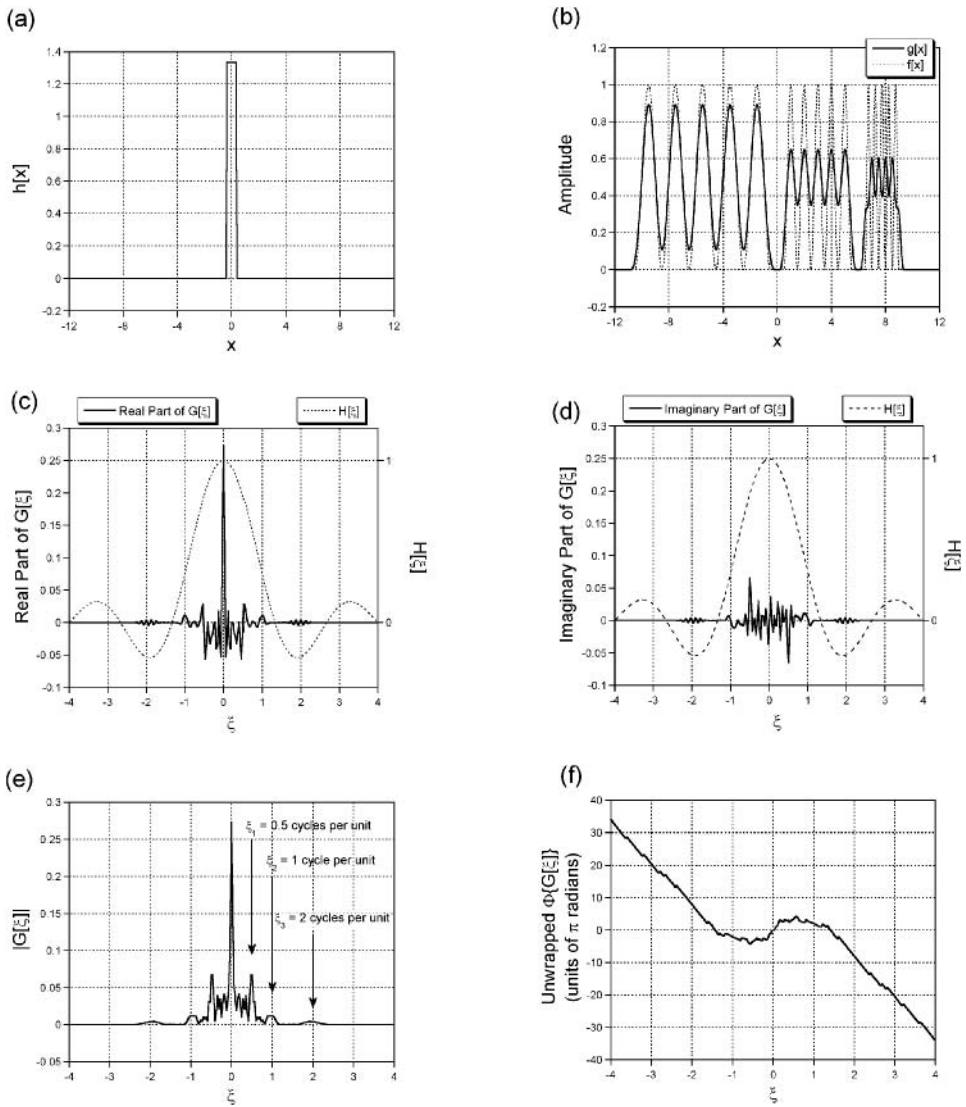 (a)
1.4
1.2
1
0.8
0.6
0.4
0.2
0
-0.2
h[x]
-12 -8 -4 0 4 8 12
x
(b)
g[x]
f[x]
1.2
1
0.8
0.6
0.4
0.2
0
-0.2
Amplitude
-12 -8 -4 0 4 8 12
x
(c)
Real Part of G[ξ]
H[ξ]
0.3
0.25
0.2
0.15
0.1
0.05
0
-0.05
-0.1
Real Part of G[ξ]
1
0
H[ξ]
-4 -3 -2 -1 0 1 2 3 4
ξ
(d)
Imaginary Part of G[ξ]
H[ξ]
0.3
0.25
0.2
0.15
0.1
0.05
0
-0.05
-0.1
Imaginary Part of G[ξ]
1
0
H[ξ]
-4 -3 -2 -1 0 1 2 3 4
ξ
(e)
0.3
0.25
0.2
0.15
0.1
0.05
0
-0.05
|G[ξ]|
ξ1 = 0.5 cycles per unit
ξ2 = 1 cycle per unit
ξ3 = 2 cycles per unit
-4 -3 -2 -1 0 1 2 3 4
ξ
(f)
40
30
20
10
0
-10
-20
-30
-40
Unwrapped Φ{G[ξ]}
(units of π radians)
-4 -3 -2 -1 0 1 2 3 4
ξ